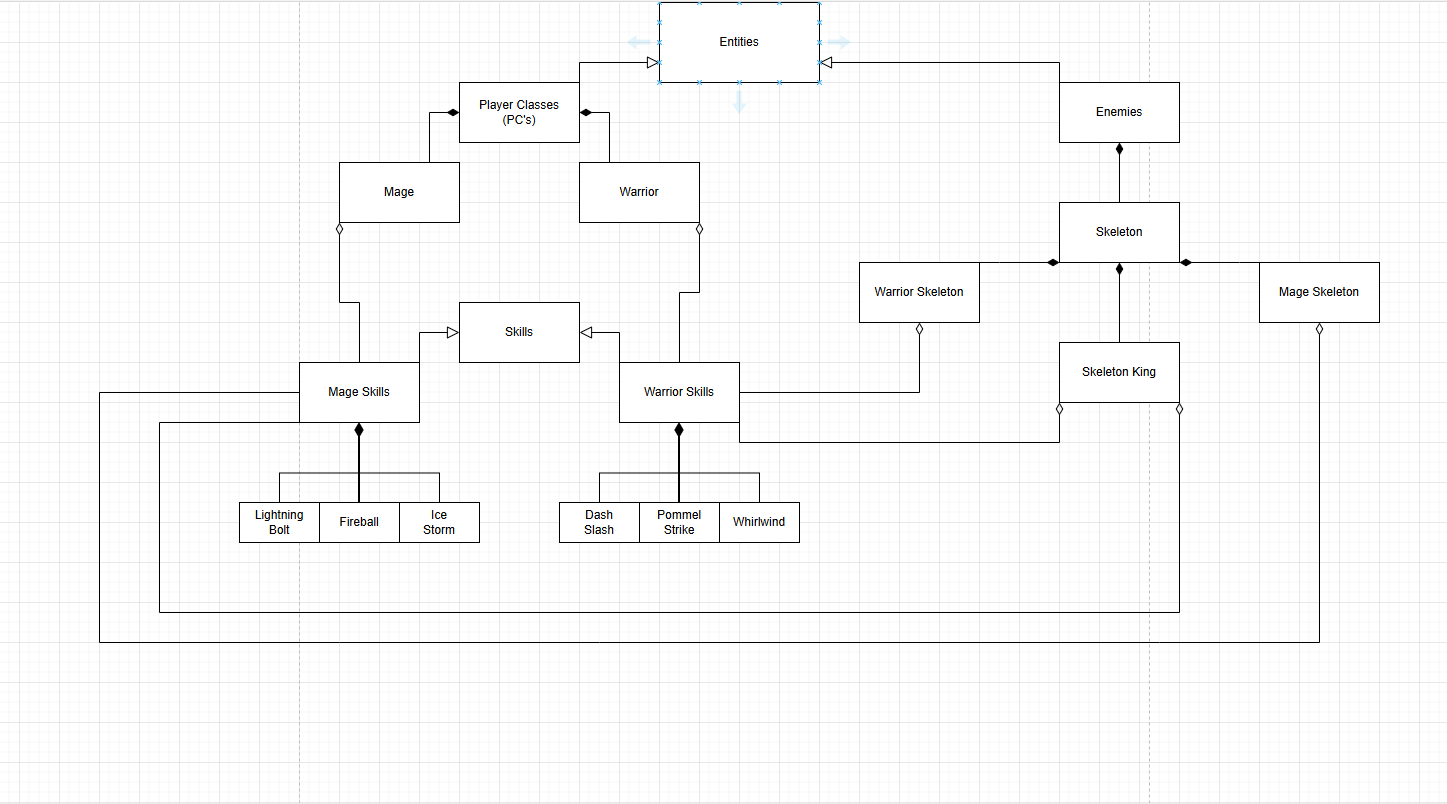 Entities
Player Classes
(PC's)
Enemies
Mage
Warrior
Skeleton
Warrior Skeleton
Mage Skeleton
Skills
Skeleton King
Mage Skills
Warrior Skills
Lightning
Bolt
Fireball
Ice
Storm
Dash
Slash
Pommel
Strike
Whirlwind